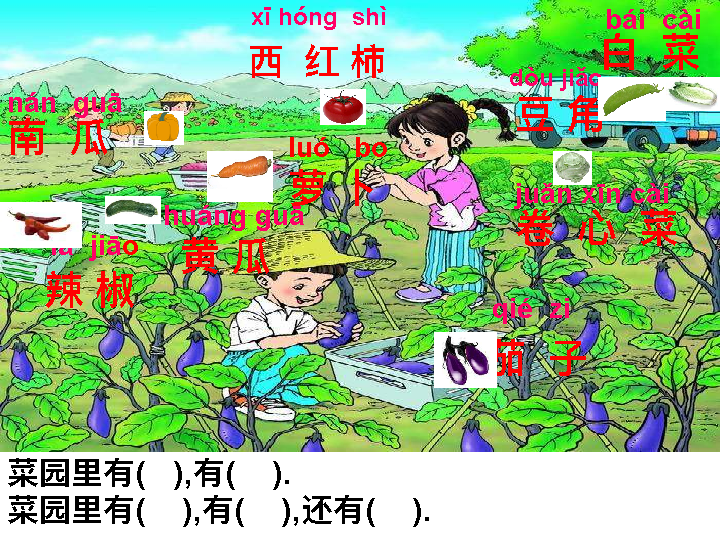 xī hóng shì
西 红 柿
bái cài
白 菜
dòu jiǎo
豆 角
nán guā
南 瓜
luó bo
萝 卜
juǎn xīn cài
卷 心 菜
huáng guā
黄 瓜
là jiāo
辣 椒
qié zi
茄 子
菜园里有( ),有( ).
菜园里有( ),有( ),还有( ).